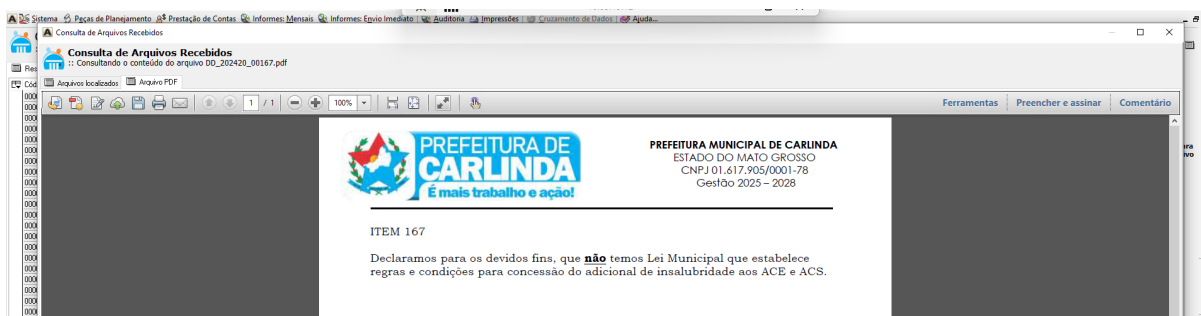 Sistema Peças de Planejamento Prestação de Contas Informes: Mensais Informes: Envio Imediato Auditoria Impressões Cruzamento de Dados Ajuda...
Consulta de Arquivos Recebidos
Consulta de Arquivos Recebidos
:: Consultando o conteúdo do arquivo DD_202420_00167.pdf
Arquivos localizados Arquivo PDF
1 / 1 100% Ferramentas Preencher e assinar Comentário
PREFEITURA DE
CARLINDA
É mais trabalho e ação!
PREFEITURA MUNICIPAL DE CARLINDA
ESTADO DO MATO GROSSO
CNPJ 01.617.905/0001-78
Gestão 2025 – 2028
ITEM 167
Declaramos para os devidos fins, que não temos Lei Municipal que estabelece
regras e condições para concessão do adicional de insalubridade aos ACE e ACS.